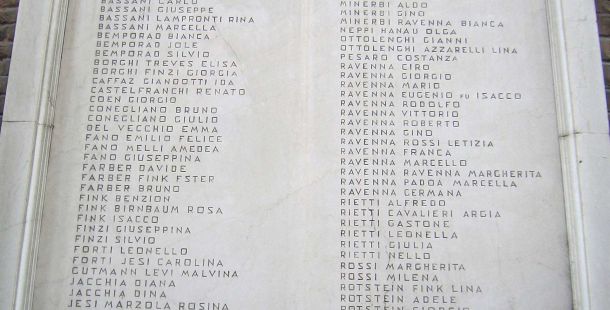 BASSANI CARLO
BASSANI GIUSEPPE
BASSANI LAMPRONTI RINA
BASSANI MARCELLA
BEMPORAD BIANCA
BEMPORAD JOLE
BEMPORAD SILVIO
BORGHI TREVES ELISA
BORGHI FINZI GIORGIA
CAFFAZ GIANDOTTI IDA
CASTELFRANCHI RENATO
COEN GIORGIO
CONEGLIANO BRUNO
CONEGLIANO GIULIO
DEL VECCHIO EMMA
FANO EMILIO FELICE
FANO MELLI AMEDEA
FANO GIUSEPPINA
FARBER DAVIDE
FARBER FINK ESTER
FARBER BRUNO
FINK BENZION
FINK BIRNBAUM ROSA
FINK ISACCO
FINZI GIUSEPPINA
FINZI SILVIO
FORTI LEONELLO
FORTI JESI CAROLINA
GUTMANN LEVI MALVINA
JACCHIA DIANA
JACCHIA DINA
JESI MARZOLA ROSINA
MINERBI ALDO
MINERBI GINO
MINERBI RAVENNA BIANCA
NEPPI HANAU OLGA
OTTOLENGHI GIANNI
OTTOLENGHI AZZARELLI LINA
PESARO COSTANZA
RAVENNA CIRO
RAVENNA GIORGIO
RAVENNA MARIO
RAVENNA EUGENIO FU ISACCO
RAVENNA RODOLFO
RAVENNA VITTORIO
RAVENNA ROBERTO
RAVENNA GINO
RAVENNA ROSSI LETIZIA
RAVENNA FRANCA
RAVENNA MARCELLO
RAVENNA RAVENNA MARGHERITA
RAVENNA PADOA MARCELLA
RAVENNA GERMANA
RIETTI ALFREDO
RIETTI CAVALIERI ARGIA
RIETTI GASTONE
RIETTI LEONELLA
RIETTI GIULIA
RIETTI NELLO
ROSSI MARGHERITA
ROSSI MILENA
ROTSTEIN FINK LINA
ROTSTEIN ADELE
ROTSTEIN GIORGIO